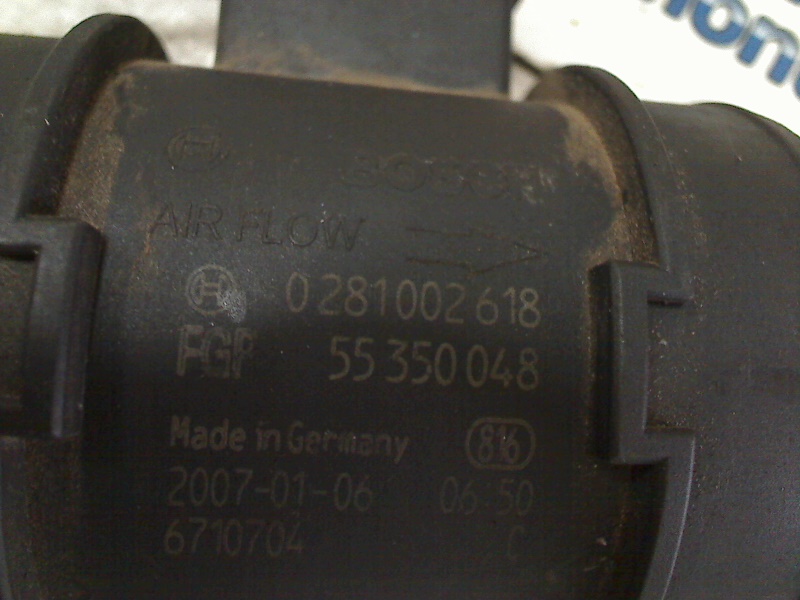 BOSCH
AIR FLOW
0 281 002 618
FGP 55 350 048
Made in Germany 816
2007-01-06 06:50
6710704 C